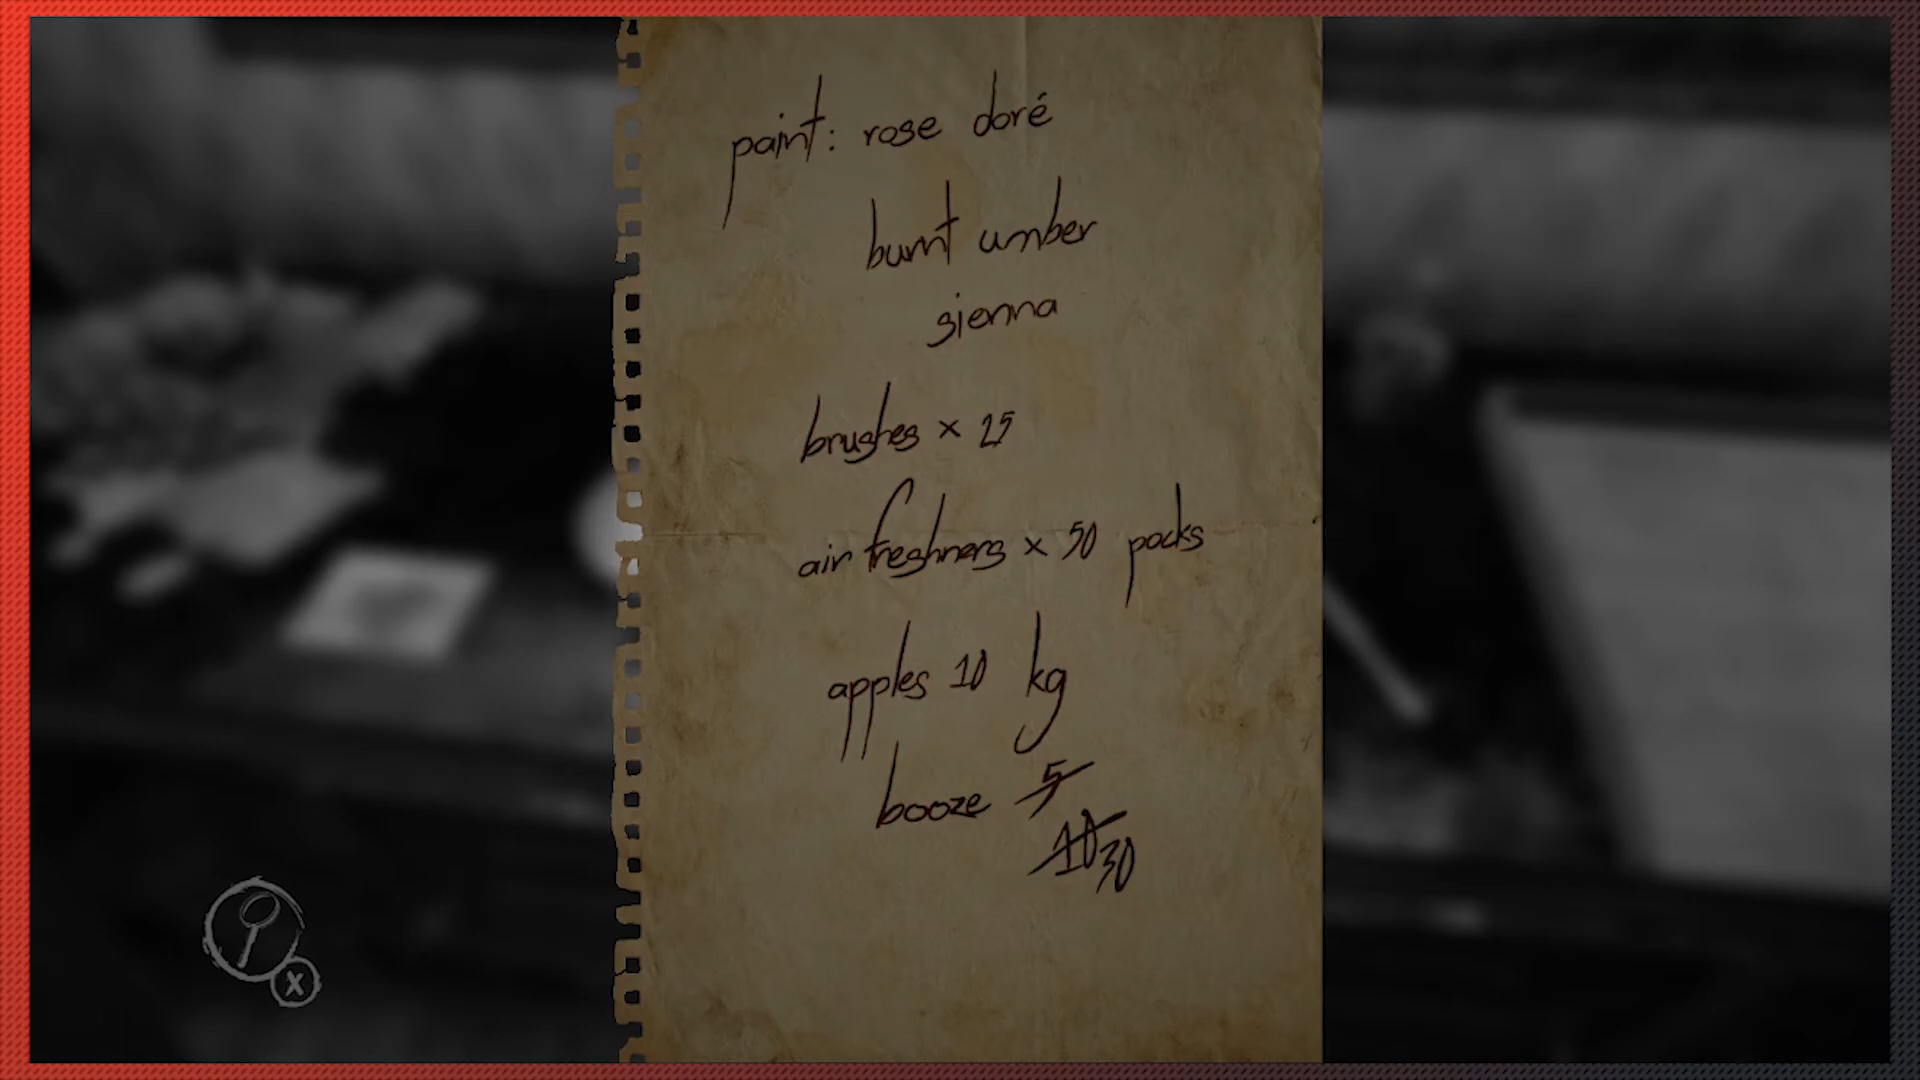 paint: rose doré
burnt umber
sienna
brushes × 25
air freshners × 50 packs
apples 10 kg
booze 5
10 30
X